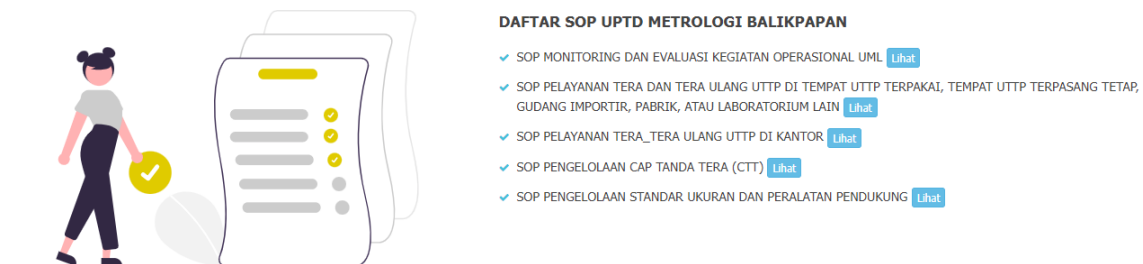 DAFTAR SOP UPTD METROLOGI BALIKPAPAN
SOP MONITORING DAN EVALUASI KEGIATAN OPERASIONAL UML Lihat
SOP PELAYANAN TERA DAN TERA ULANG UTTP DI TEMPAT UTTP TERPAKAI, TEMPAT UTTP TERPASANG TETAP,
GUDANG IMPORTIR, PABRIK, ATAU LABORATORIUM LAIN Lihat
SOP PELAYANAN TERA_TERA ULANG UTTP DI KANTOR Lihat
SOP PENGELOLAAN CAP TANDA TERA (CTT) Lihat
SOP PENGELOLAAN STANDAR UKURAN DAN PERALATAN PENDUKUNG Lihat